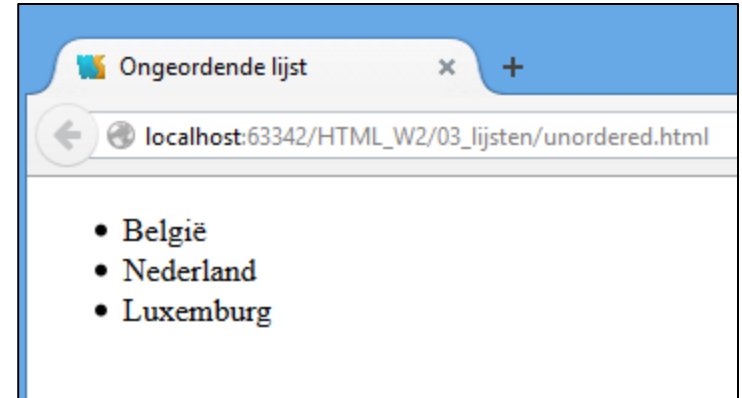 Ongeordende lijst
localhost:63342/HTML_W2/03_lijsten/unordered.html
• België
• Nederland
• Luxemburg